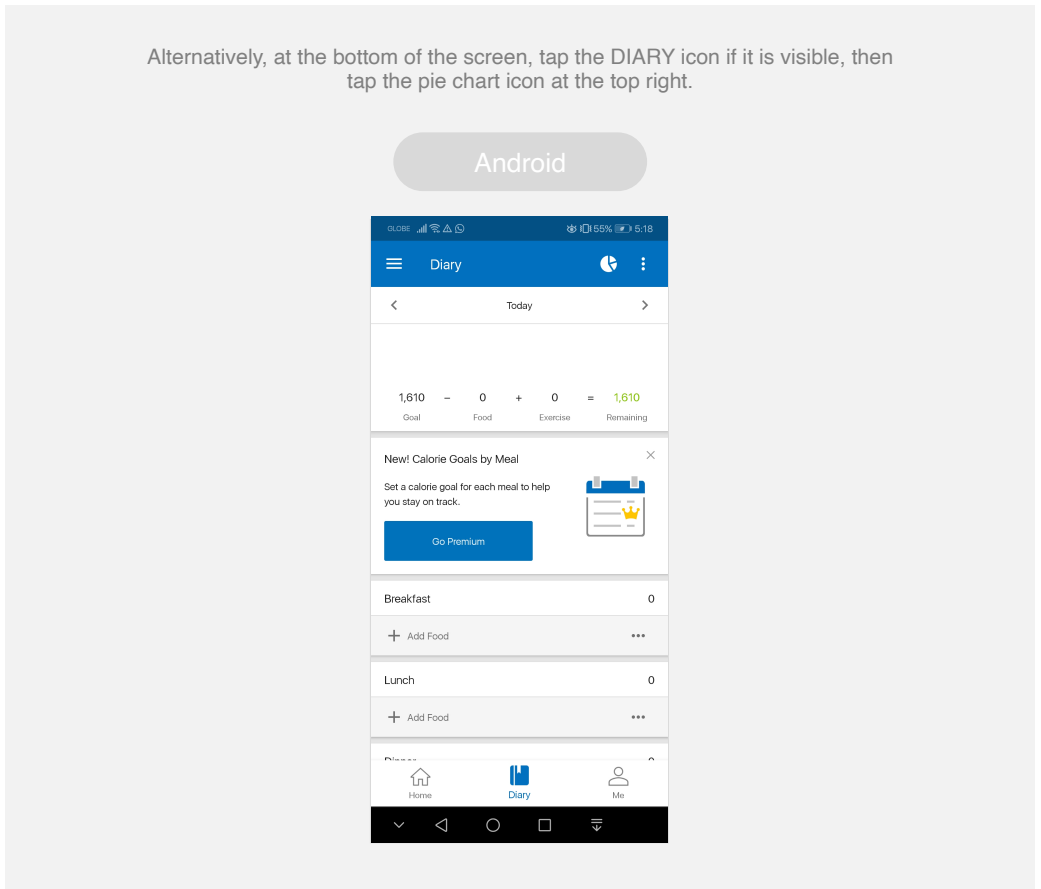 Alternatively, at the bottom of the screen, tap the DIARY icon if it is visible, then
tap the pie chart icon at the top right.
Android
GLOBE 55% 5:18
Diary
Today
1,610 – 0 + 0 = 1,610
Goal Food Exercise Remaining
New! Calorie Goals by Meal
Set a calorie goal for each meal to help
you stay on track.
Go Premium
Breakfast 0
Add Food
Lunch 0
Add Food
Dinner 0
Home Diary Me